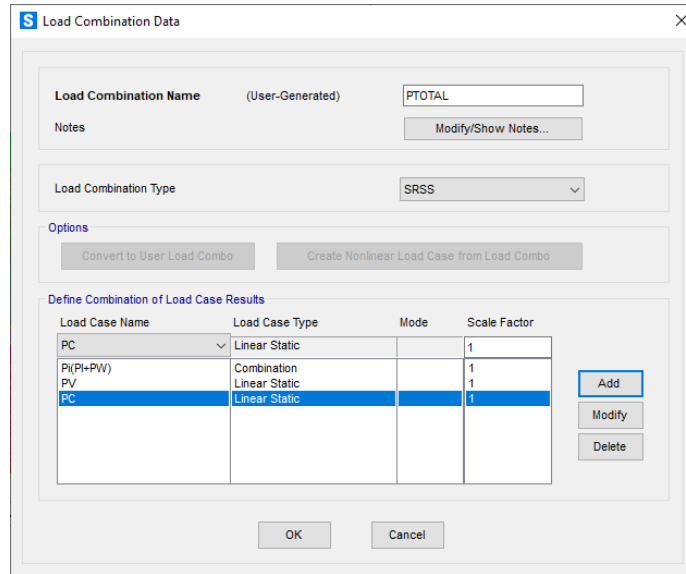 S Load Combination Data
Load Combination Name (User-Generated) PTOTAL
Notes Modify/Show Notes...
Load Combination Type SRSS
Options
Convert to User Load Combo Create Nonlinear Load Case from Load Combo
Define Combination of Load Case Results
Load Case Name Load Case Type Mode Scale Factor
PC Linear Static 1
Pi(PI+PW) Combination 1
PV Linear Static 1
PC Linear Static 1
Add
Modify
Delete
OK Cancel